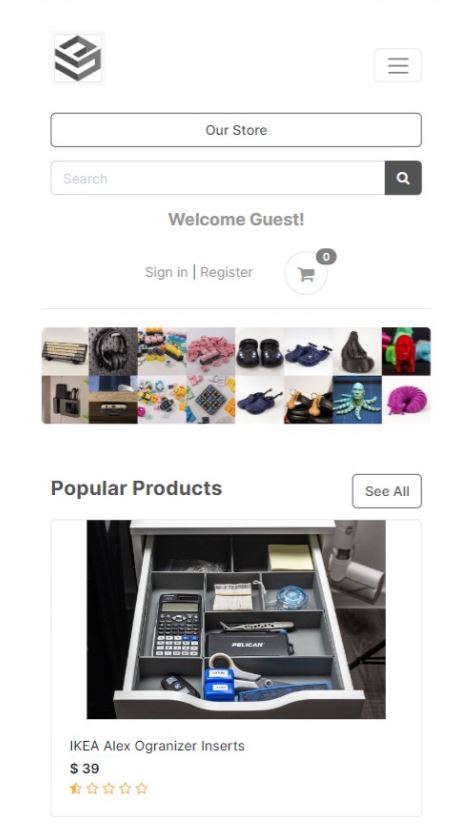 Our Store
Search
Welcome Guest!
0
Sign in | Register
Popular Products
See All
PELICAN
IKEA Alex Ogranizer Inserts
$ 39